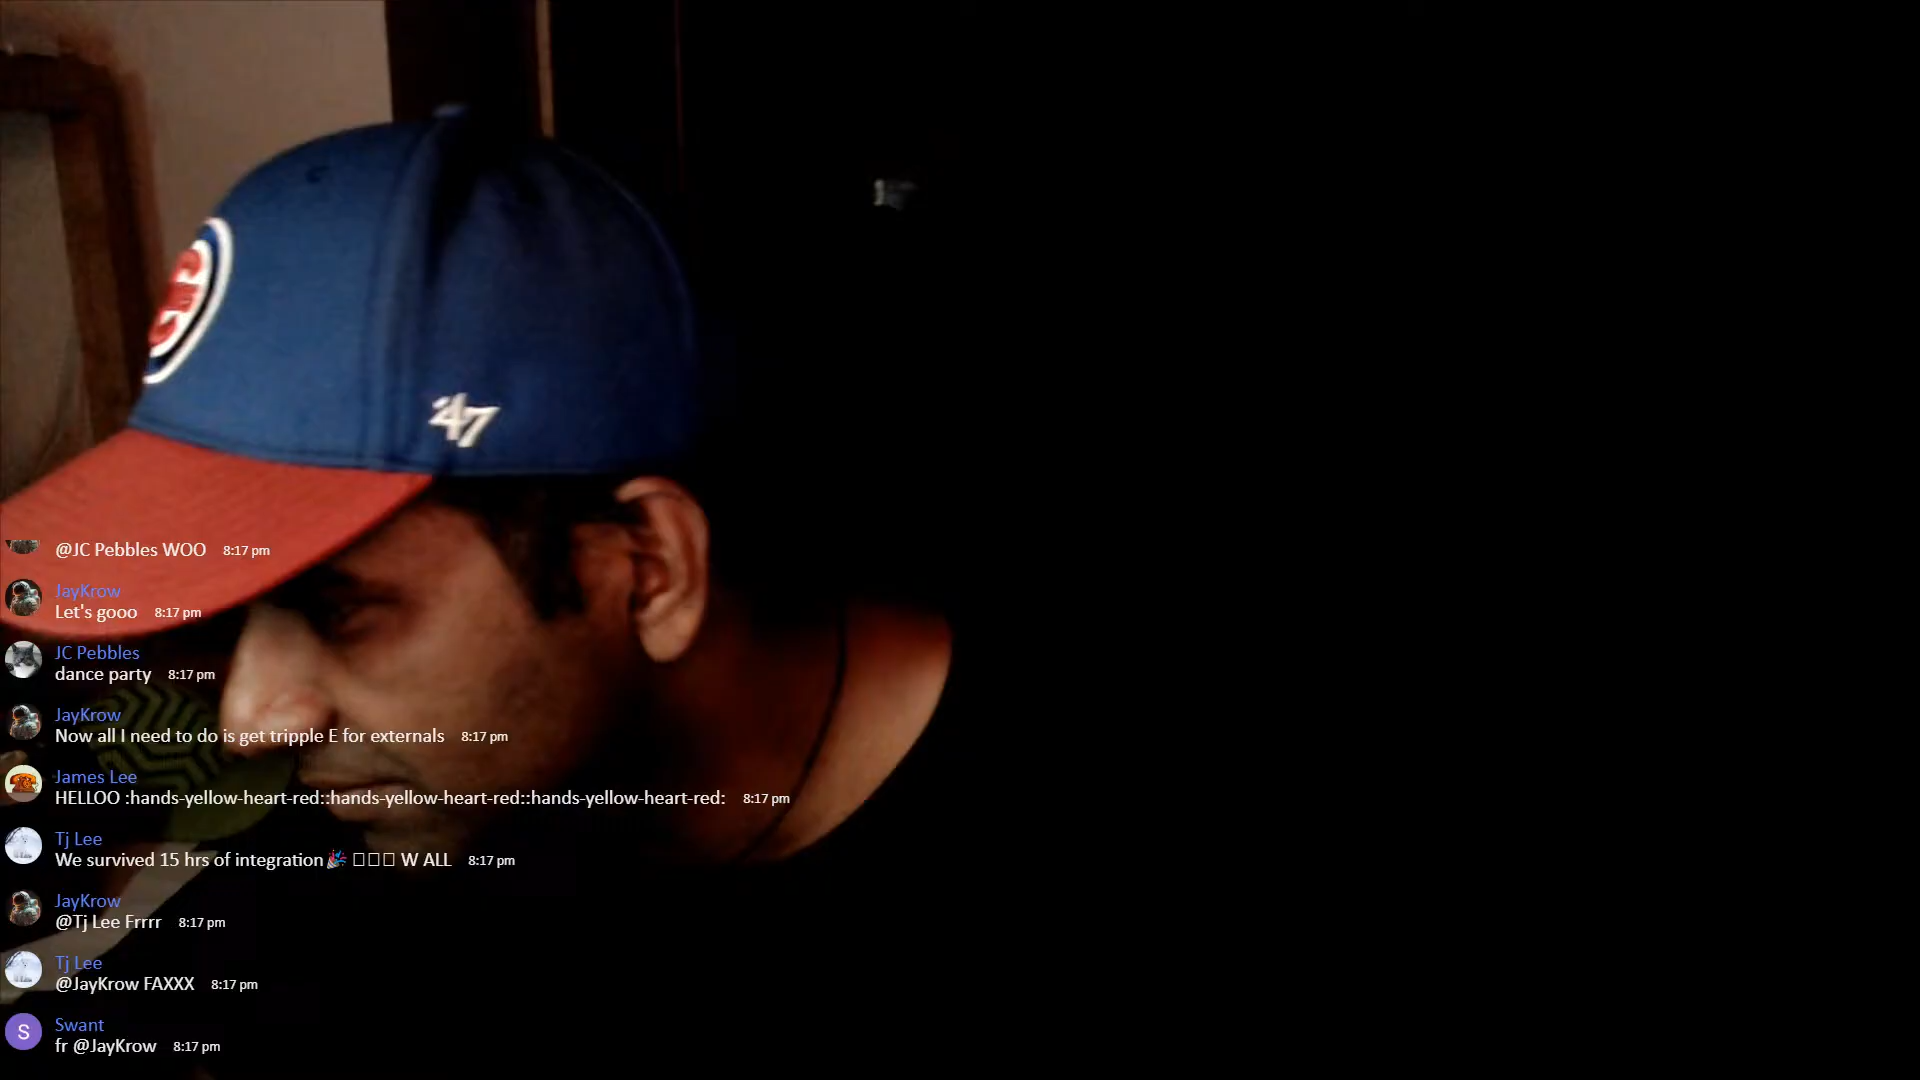 47
@JC Pebbles WOO 8:17 pm
JayKrow
Let's gooo 8:17 pm
JC Pebbles
dance party 8:17 pm
JayKrow
Now all I need to do is get tripple E for externals 8:17 pm
James Lee
HELLOO :hands-yellow-heart-red::hands-yellow-heart-red::hands-yellow-heart-red: 8:17 pm
Tj Lee
We survived 15 hrs of integration🎉 □□□ W ALL 8:17 pm
JayKrow
@Tj Lee Frrrr 8:17 pm
Tj Lee
@JayKrow FAXXX 8:17 pm
S
Swant
fr @JayKrow 8:17 pm